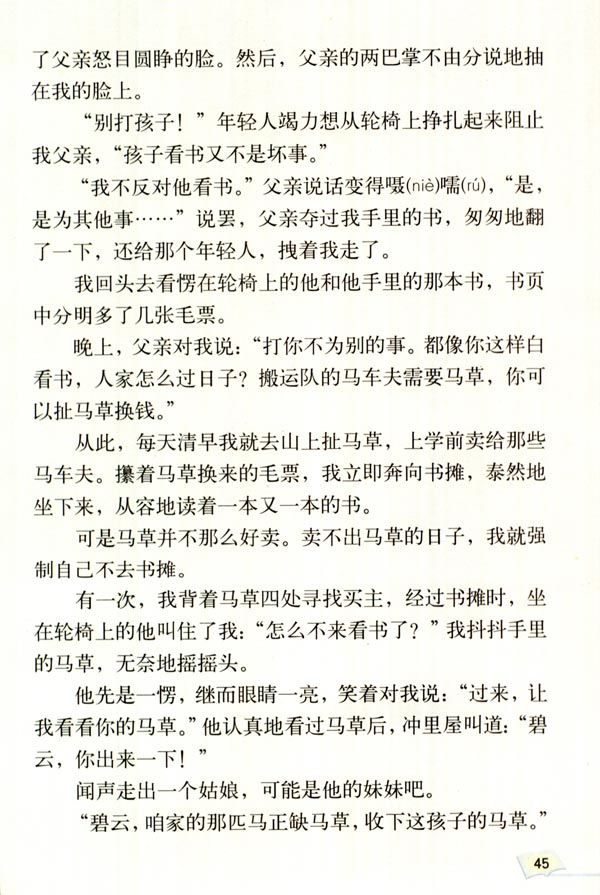 了父亲怒目圆睁的脸。然后，父亲的两巴掌不由分说地抽
在我的脸上。
“别打孩子！”年轻人竭力想从轮椅上挣扎起来阻止
我父亲，“孩子看书又不是坏事。”
“我不反对他看书。”父亲说话变得嗫(niè)嚅(rú)，“是，
是为其他事……”说罢，父亲夺过我手里的书，匆匆地翻
了一下，还给那个年轻人，拽着我走了。
我回头去看愣在轮椅上的他和他手里的那本书，书页
中分明多了几张毛票。
晚上，父亲对我说：“打你不为别的事。都像你这样白
看书，人家怎么过日子？搬运队的马车夫需要马草，你可
以扯马草换钱。”
从此，每天清早我就去山上扯马草，上学前卖给那些
马车夫。攥着马草换来的毛票，我立即奔向书摊，泰然地
坐下来，从容地读着一本又一本的书。
可是马草并不那么好卖。卖不出马草的日子，我就强
制自己不去书摊。
有一次，我背着马草四处寻找买主，经过书摊时，坐
在轮椅上的他叫住了我：“怎么不来看书了？”我抖抖手里
的马草，无奈地摇摇头。
他先是一愣，继而眼睛一亮，笑着对我说：“过来，让
我看看你的马草。”他认真地看过马草后，冲里屋叫道：“碧
云，你出来一下！”
闻声走出一个姑娘，可能是他的妹妹吧。
“碧云，咱家的那匹马正缺马草，收下这孩子的马草。”
45